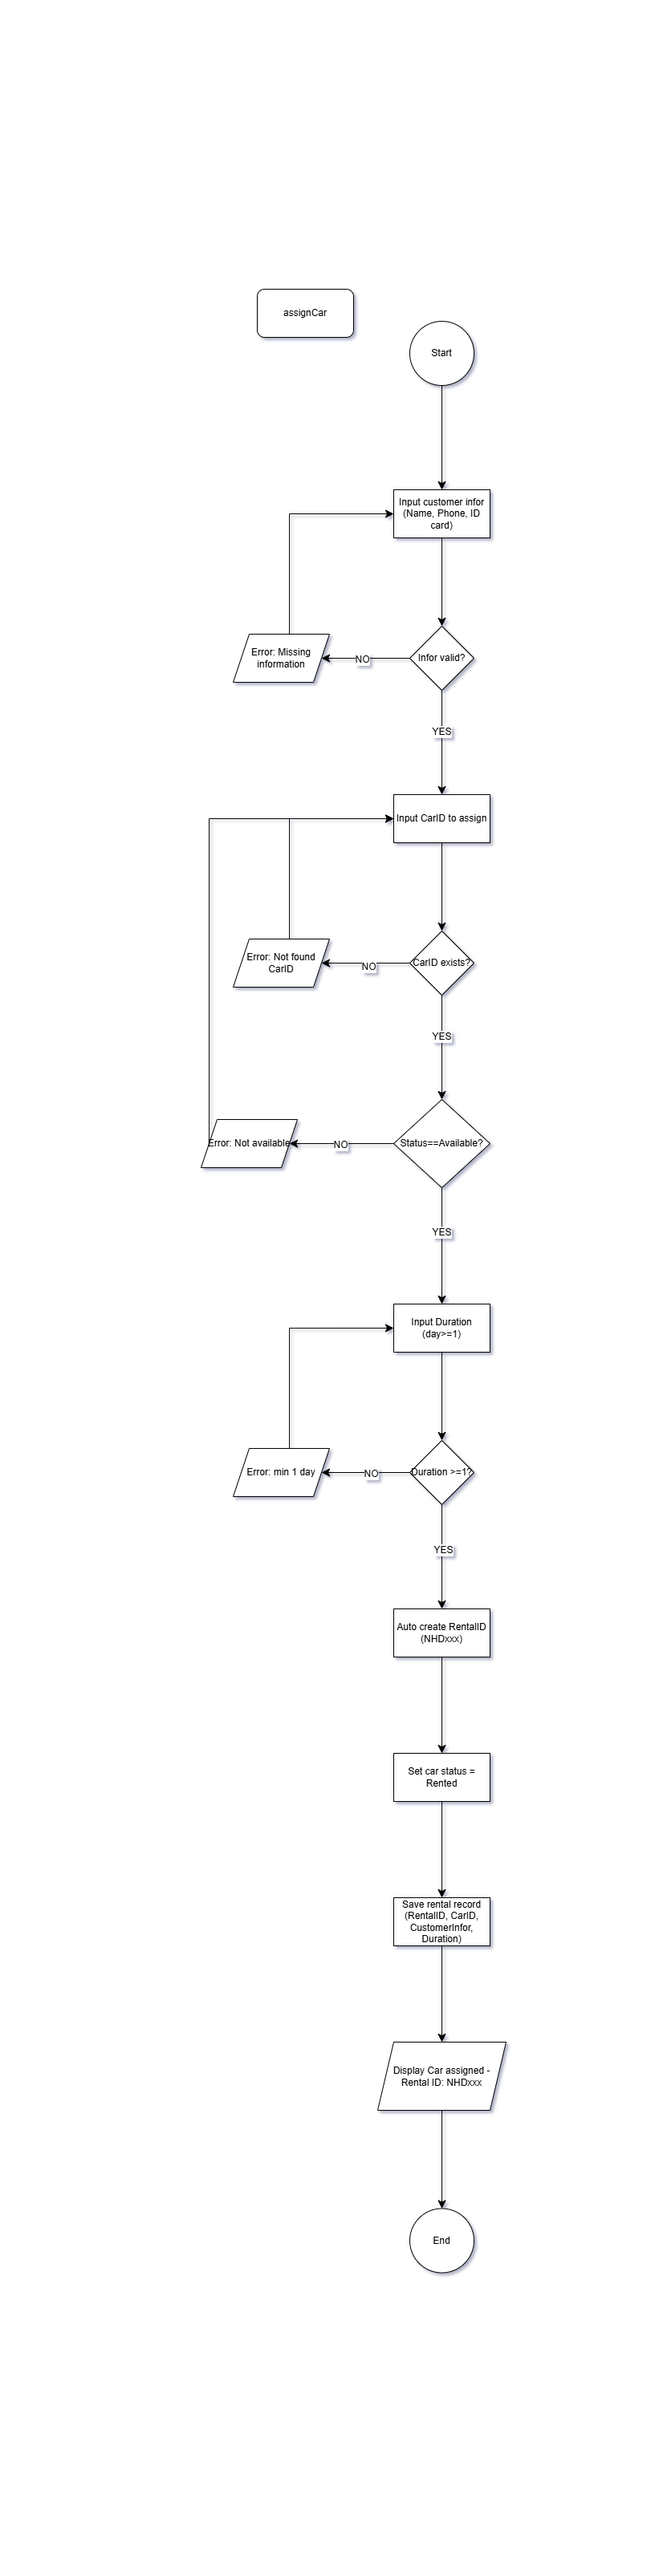 assignCar
Start
Input customer infor
(Name, Phone, ID
card)
Error: Missing
information
NO
Infor valid?
YES
Input CarID to assign
Error: Not found
CarID
NO
CarID exists?
YES
Error: Not available
NO
Status==Available?
YES
Input Duration
(day>=1)
Error: min 1 day
NO
Duration >=1?
YES
Auto create RentalID
(NHDxxx)
Set car status =
Rented
Save rental record
(RentalID, CarID,
CustomerInfor,
Duration)
Display Car assigned -
Rental ID: NHDxxx
End